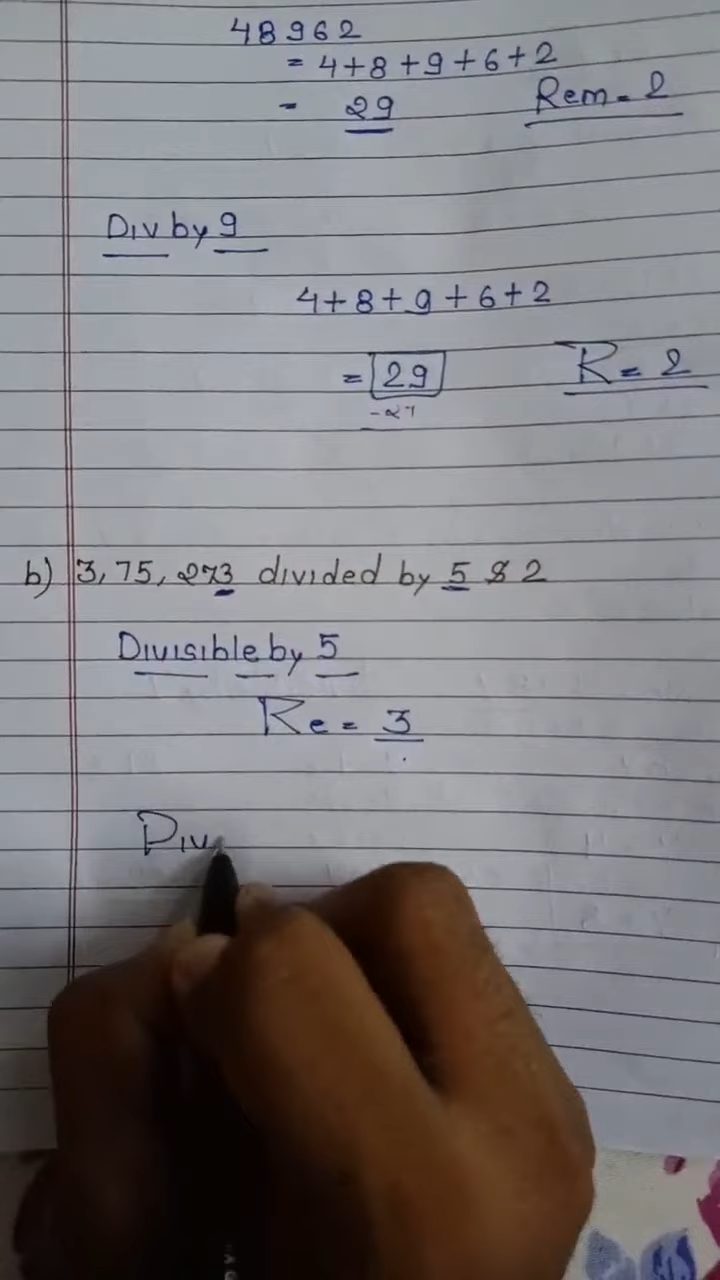 48962
= 4+8+9+6+2
= 29 Rem = 2
Div by 9
4+8+9+6+2
= 29 R = 2
-27
b) 3,75,273 divided by 5 & 2
Divisible by 5
Re = 3
Div